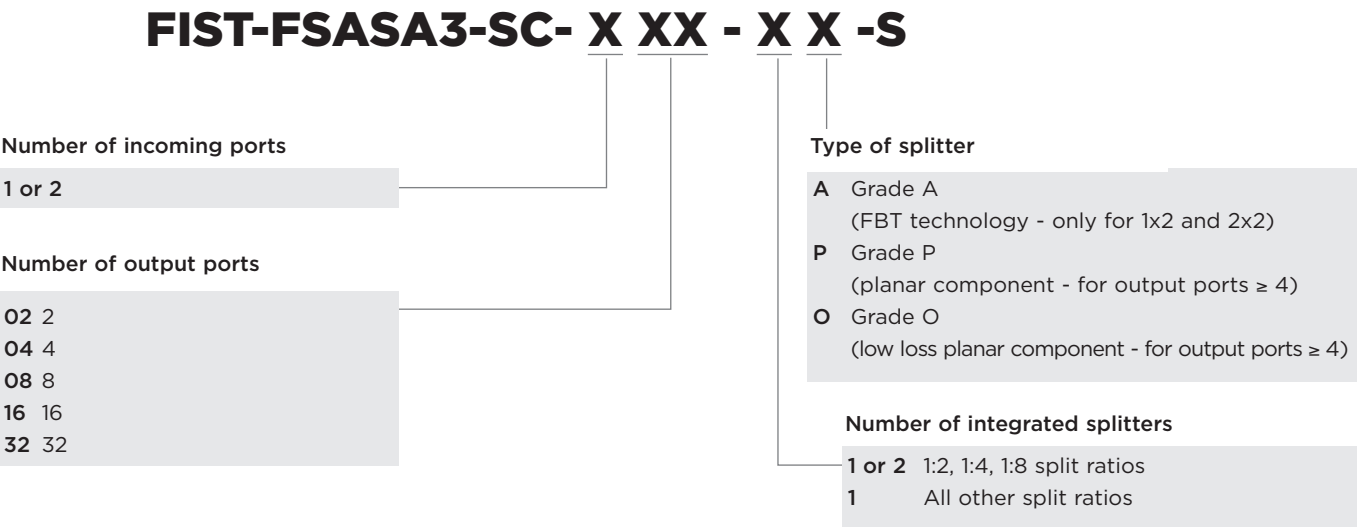 FIST-FSASA3-SC- X XX - X X -S
Number of incoming ports
1 or 2
Number of output ports
02 2
04 4
08 8
16 16
32 32
Type of splitter
A Grade A
(FBT technology - only for 1x2 and 2x2)
P Grade P
(planar component - for output ports ≥ 4)
O Grade O
(low loss planar component - for output ports ≥ 4)
Number of integrated splitters
1 or 2 1:2, 1:4, 1:8 split ratios
1 All other split ratios